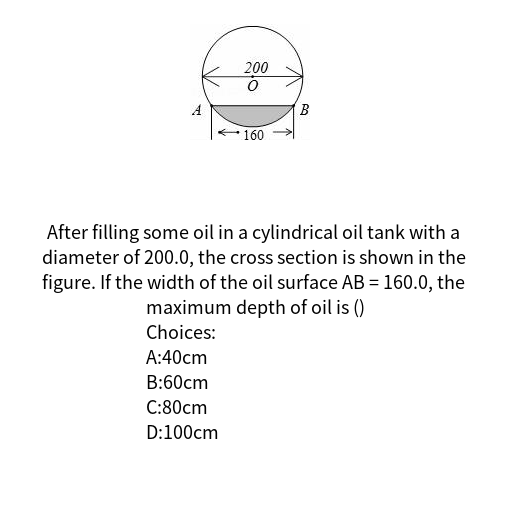 200
O
A
B
160
After filling some oil in a cylindrical oil tank with a
diameter of 200.0, the cross section is shown in the
figure. If the width of the oil surface AB = 160.0, the
maximum depth of oil is ()
Choices:
A:40cm
B:60cm
C:80cm
D:100cm